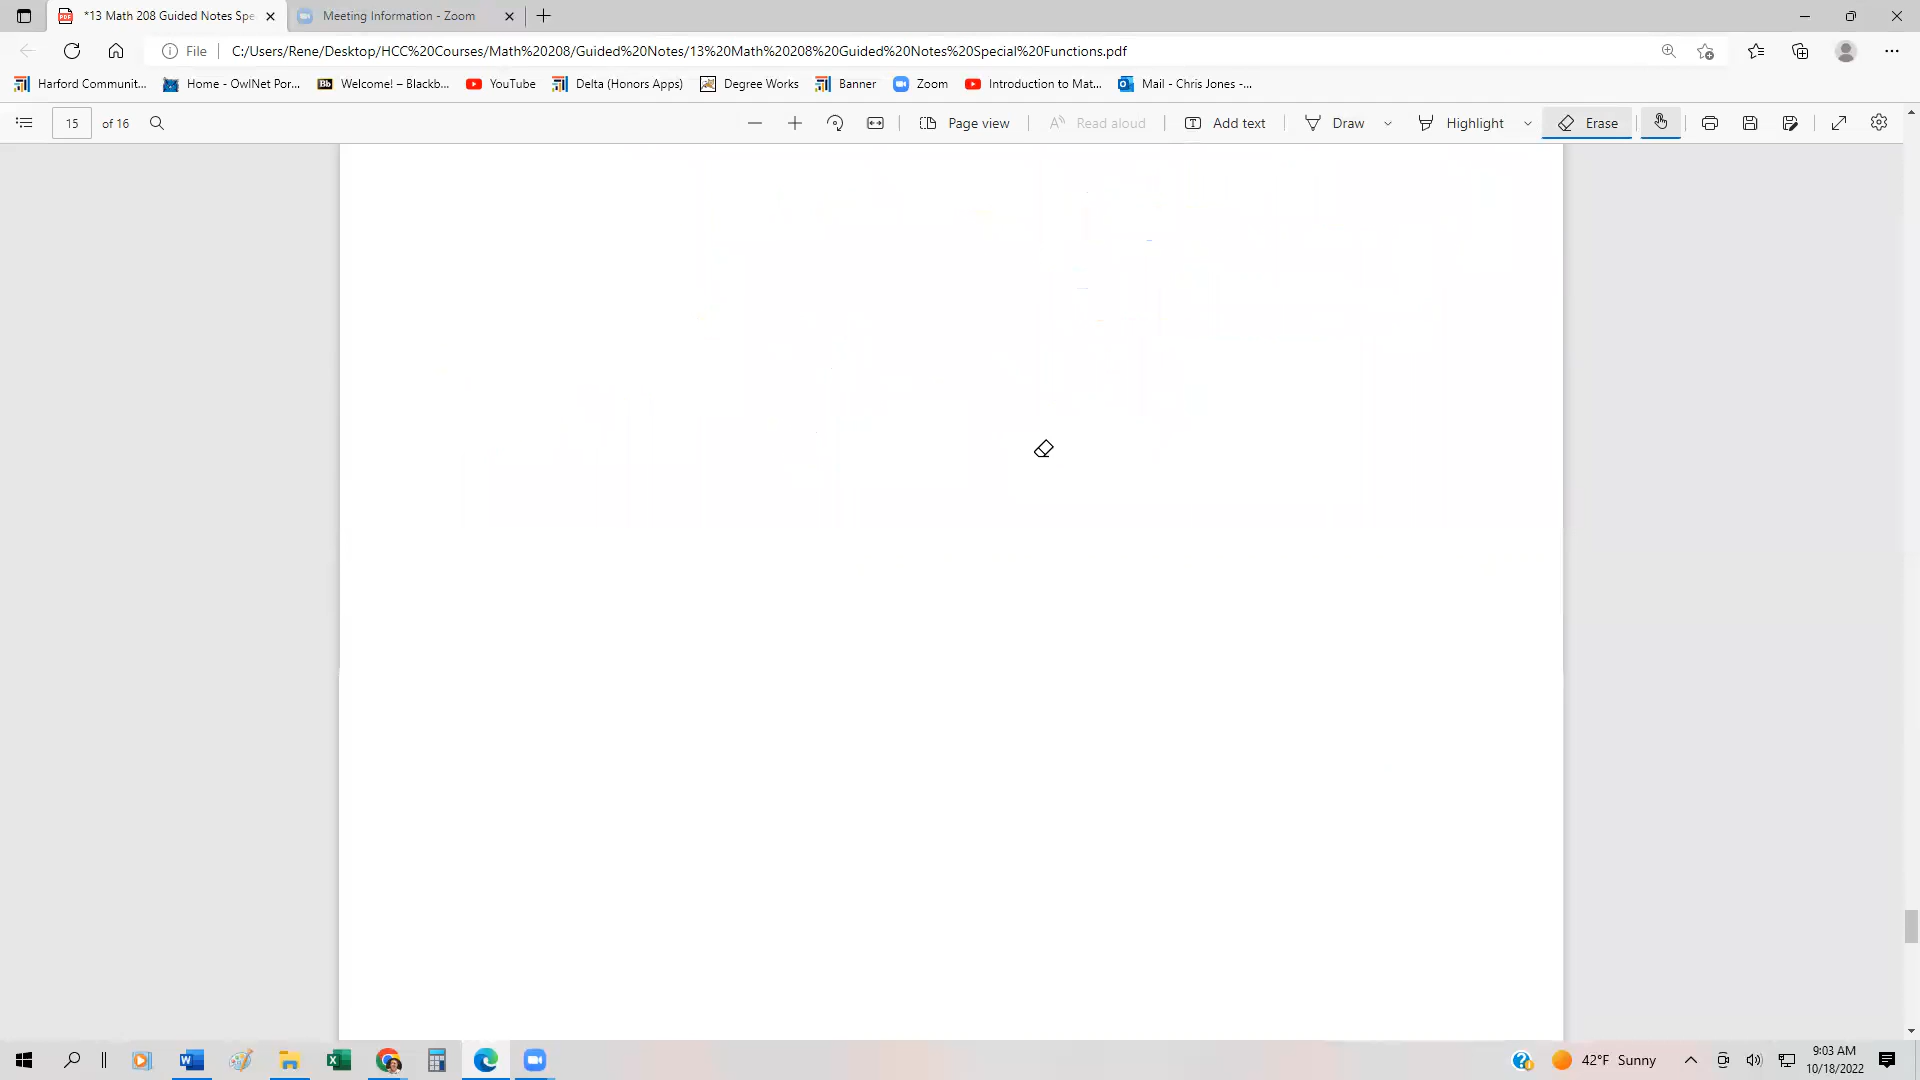 *13 Math 208 Guided Notes Spe
Meeting Information - Zoom
File
C:/Users/Rene/Desktop/HCC%20Courses/Math%20208/Guided%20Notes/13%20Math%20208%20Guided%20Notes%20Special%20Functions.pdf
Harford Communit...
Home - OwlNet Por...
Bb Welcome! – Blackb...
YouTube
Delta (Honors Apps)
Degree Works
Banner
Zoom
Introduction to Mat...
Mail - Chris Jones -...
15 of 16
Page view
Read aloud
Add text
Draw
Highlight
Erase
42°F Sunny
9:03 AM
10/18/2022